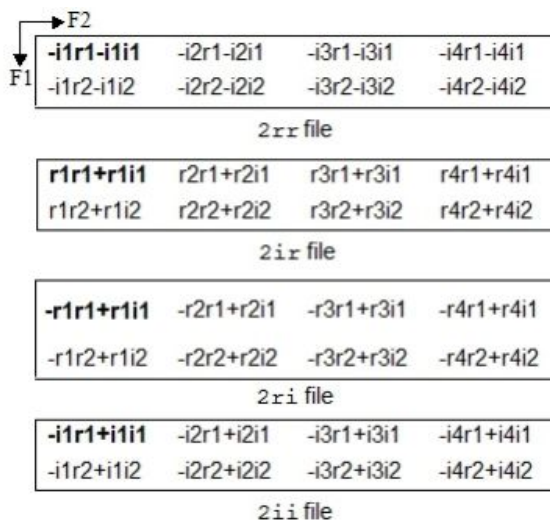 F2
F1
-i1r1-i1i1 -i2r1-i2i1 -i3r1-i3i1 -i4r1-i4i1
-i1r2-i1i2 -i2r2-i2i2 -i3r2-i3i2 -i4r2-i4i2
2rr file
r1r1+r1i1 r2r1+r2i1 r3r1+r3i1 r4r1+r4i1
r1r2+r1i2 r2r2+r2i2 r3r2+r3i2 r4r2+r4i2
2ir file
-r1r1+r1i1 -r2r1+r2i1 -r3r1+r3i1 -r4r1+r4i1
-r1r2+r1i2 -r2r2+r2i2 -r3r2+r3i2 -r4r2+r4i2
2ri file
-i1r1+i1i1 -i2r1+i2i1 -i3r1+i3i1 -i4r1+i4i1
-i1r2+i1i2 -i2r2+i2i2 -i3r2+i3i2 -i4r2+i4i2
2ii file